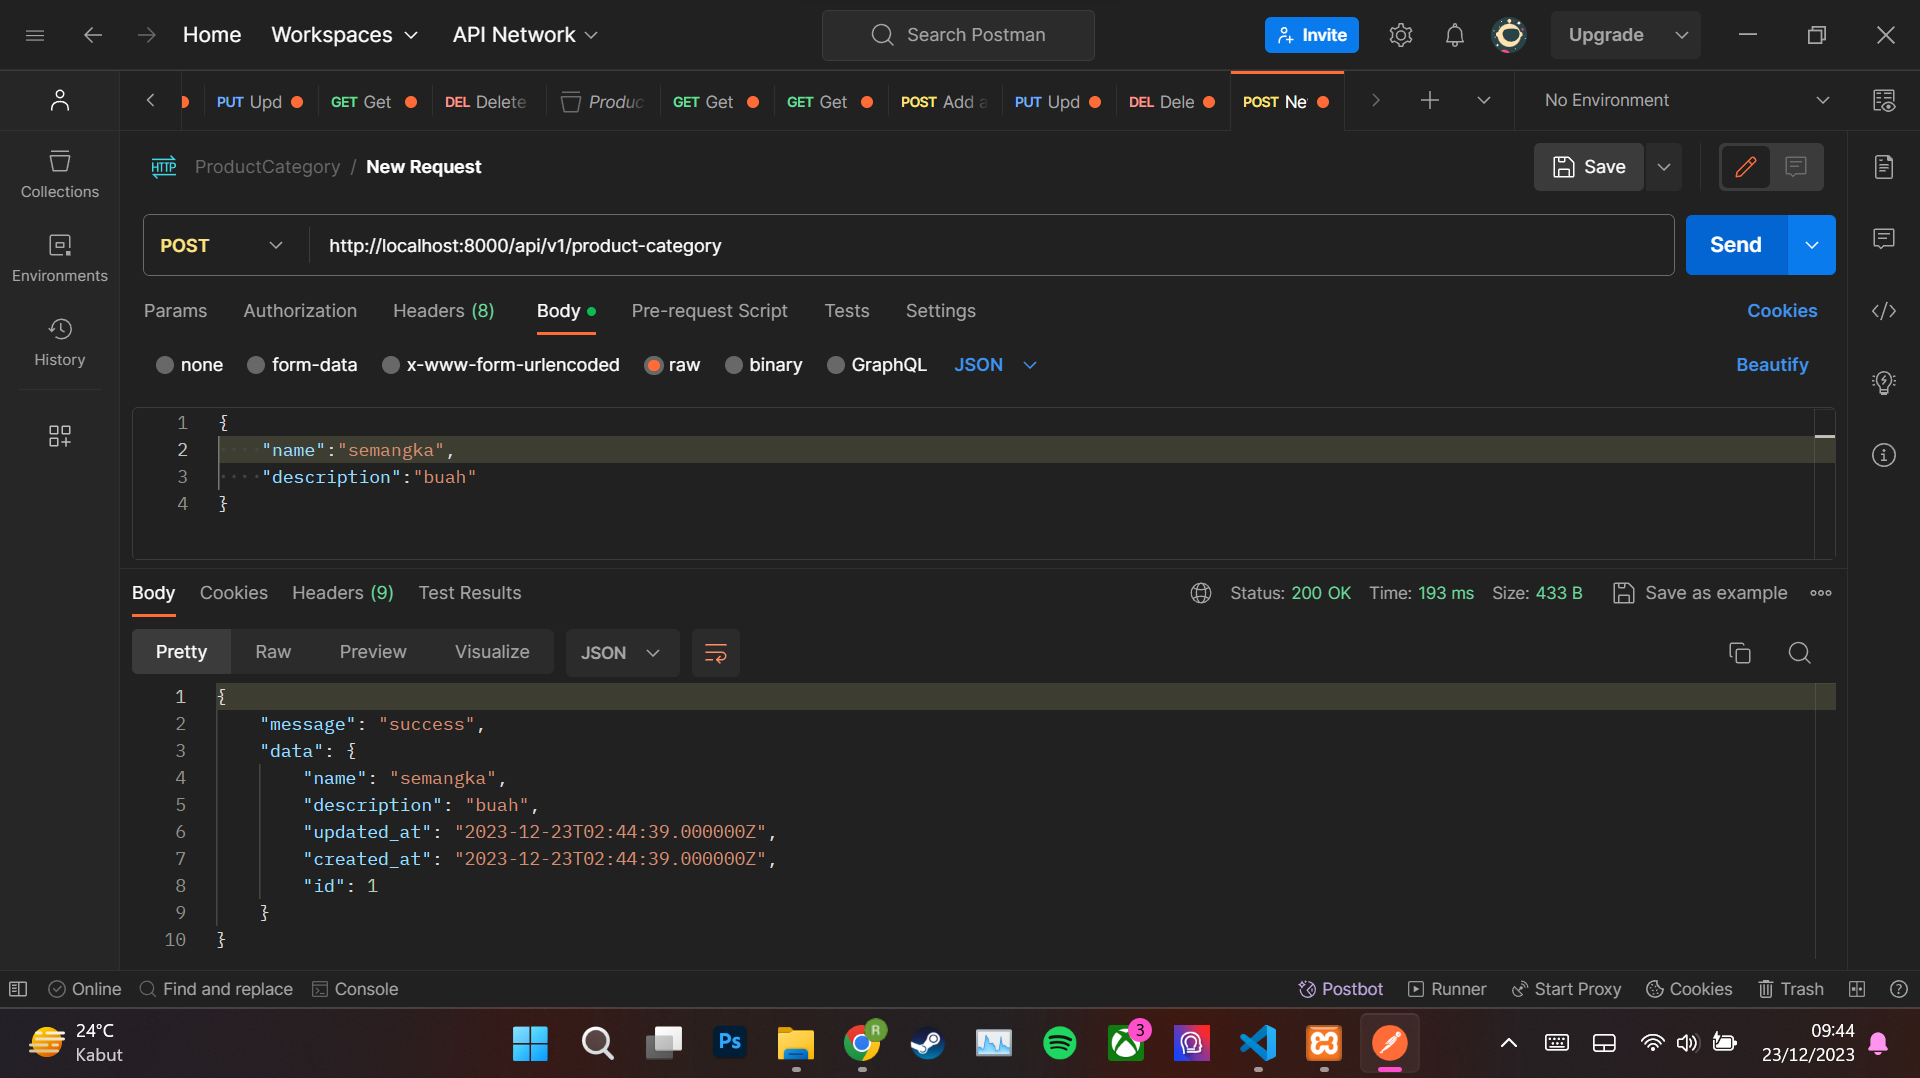 Home Workspaces API Network Search Postman Invite Upgrade
PUT Upd GET Get DEL Delete Produc GET Get GET Get POST Add a PUT Upd DEL Dele POST Ne No Environment
ProductCategory / New Request Save
Collections
Environments
History
POST http://localhost:8000/api/v1/product-category Send
Params Authorization Headers (8) Body Pre-request Script Tests Settings Cookies
none form-data x-www-form-urlencoded raw binary GraphQL JSON Beautify
1 {
2 "name":"semangka",
3 "description":"buah"
4 }
Body Cookies Headers (9) Test Results Status: 200 OK Time: 193 ms Size: 433 B Save as example
Pretty Raw Preview Visualize JSON
1 {
2 "message": "success",
3 "data": {
4 "name": "semangka",
5 "description": "buah",
6 "updated_at": "2023-12-23T02:44:39.000000Z",
7 "created_at": "2023-12-23T02:44:39.000000Z",
8 "id": 1
9 }
10 }
Online Find and replace Console Postbot Runner Start Proxy Cookies Trash
24°C
Kabut
Ps
R
3
09:44
23/12/2023